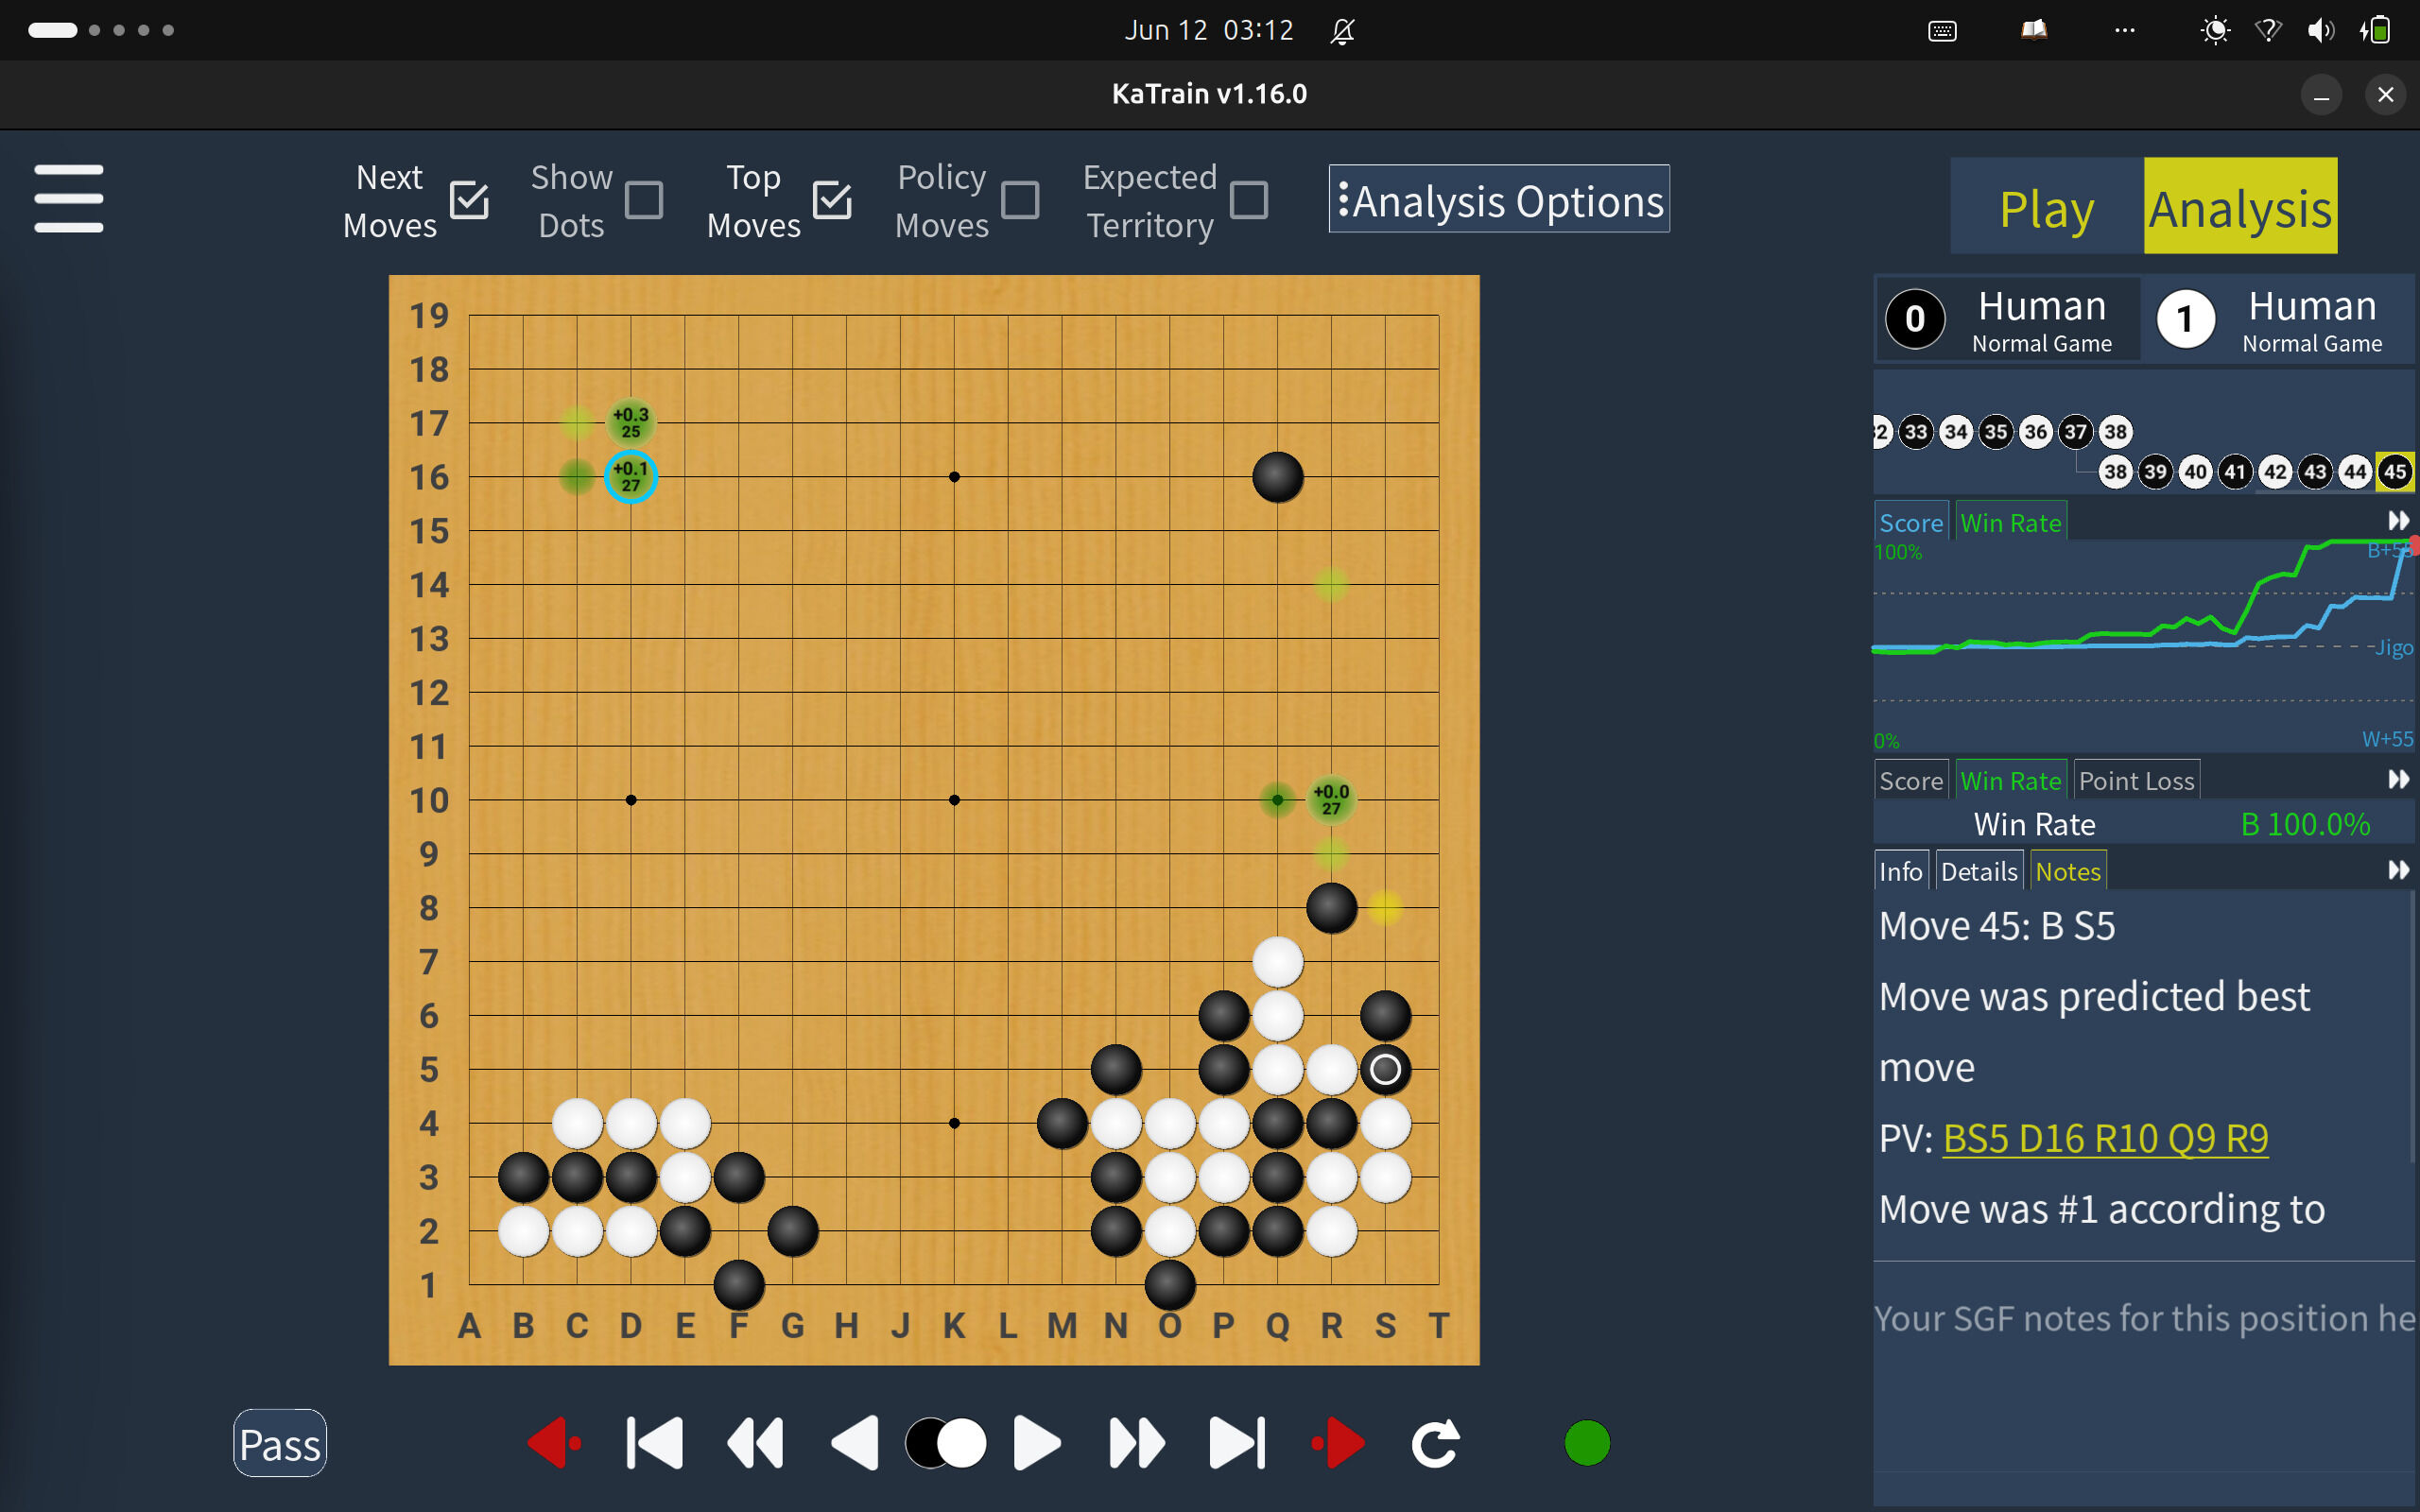 Jun 12 03:12
KaTrain v1.16.0
Next Moves
Show Dots
Top Moves
Policy Moves
Expected Territory
Analysis Options
Play
Analysis
0
Human
Normal Game
1
Human
Normal Game
33 34 35 36 37 38
38 39 40 41 42 43 44 45
Score
Win Rate
100%
Jigo
0%
W+55
Score
Win Rate
Point Loss
Win Rate
B 100.0%
Info
Details
Notes
Move 45: B S5
Move was predicted best
move
PV: BS5 D16 R10 Q9 R9
Move was #1 according to
Your SGF notes for this position he
19
18
17
+0.3
25
16
+0.1
27
15
14
13
12
11
10
+0.0
27
9
8
7
6
5
4
3
2
1
A B C D E F G H J K L M N O P Q R S T
Pass